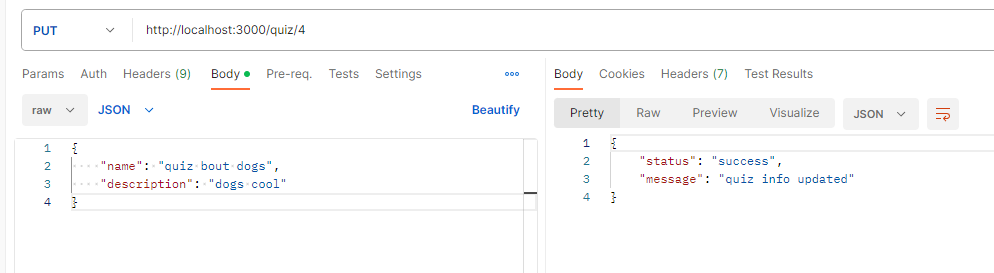 PUT http://localhost:3000/quiz/4
Params Auth Headers (9) Body Pre-req. Tests Settings
raw JSON Beautify
1 {
2 "name": "quiz bout dogs",
3 "description": "dogs cool"
4 }
Body Cookies Headers (7) Test Results
Pretty Raw Preview Visualize JSON
1 {
2 "status": "success",
3 "message": "quiz info updated"
4 }